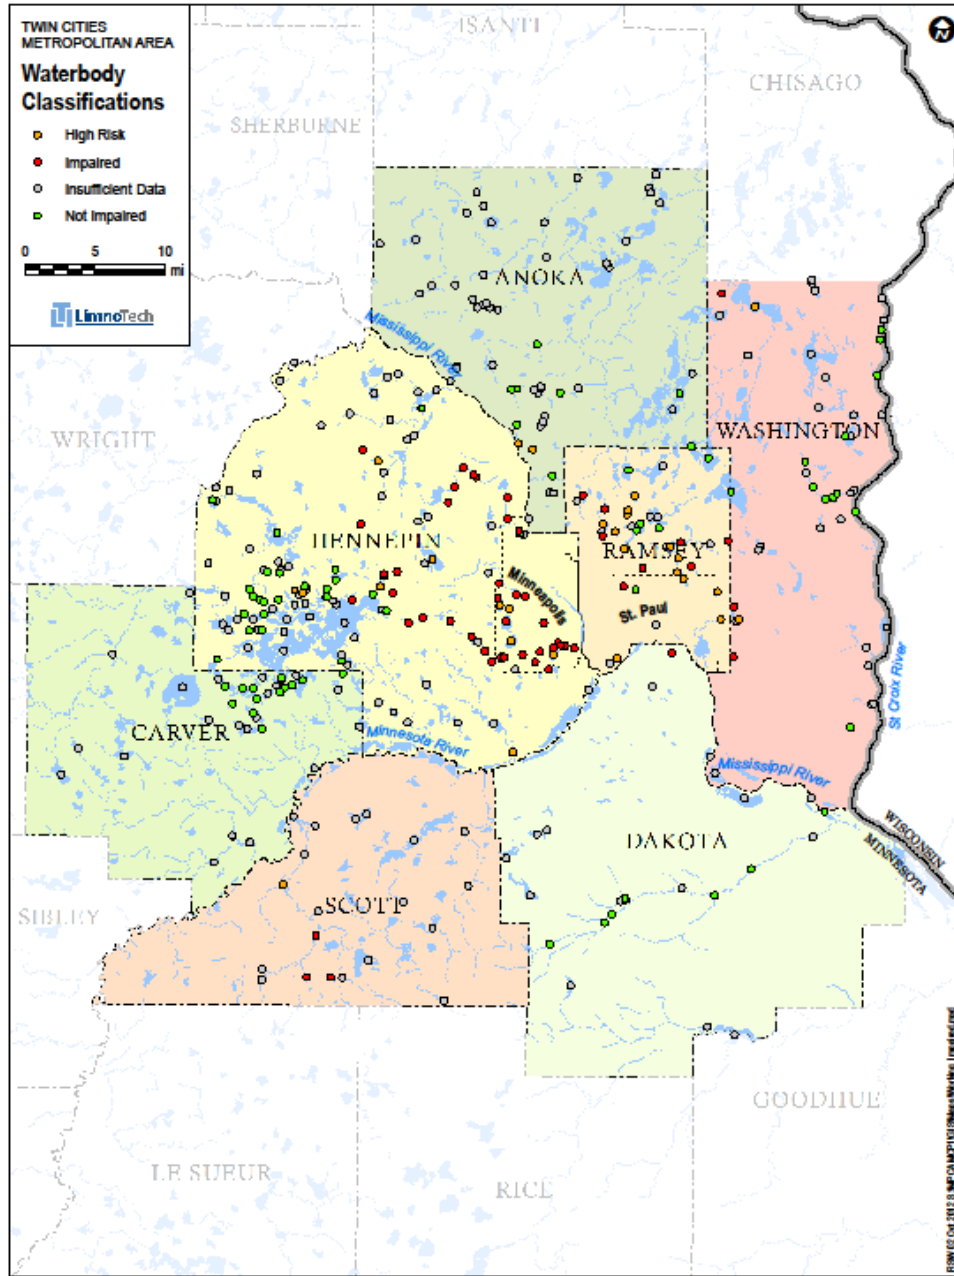 TWIN CITIES
METROPOLITAN AREA
Waterbody
Classifications
High Risk
Impaired
Insufficient Data
Not Impaired
0 5 10
mi
LimnoTech
N
ISANTI
CHISAGO
SHERBURNE
ANOKA
Mississippi River
WRIGHT
WASHINGTON
HENNEPIN
RAMSEY
Minneapolis
St. Paul
St Croix River
CARVER
Minnesota River
Mississippi River
DAKOTA
WISCONSIN
MINNESOTA
SCOTT
SIBLEY
GOODHUE
LE SUEUR
RICE